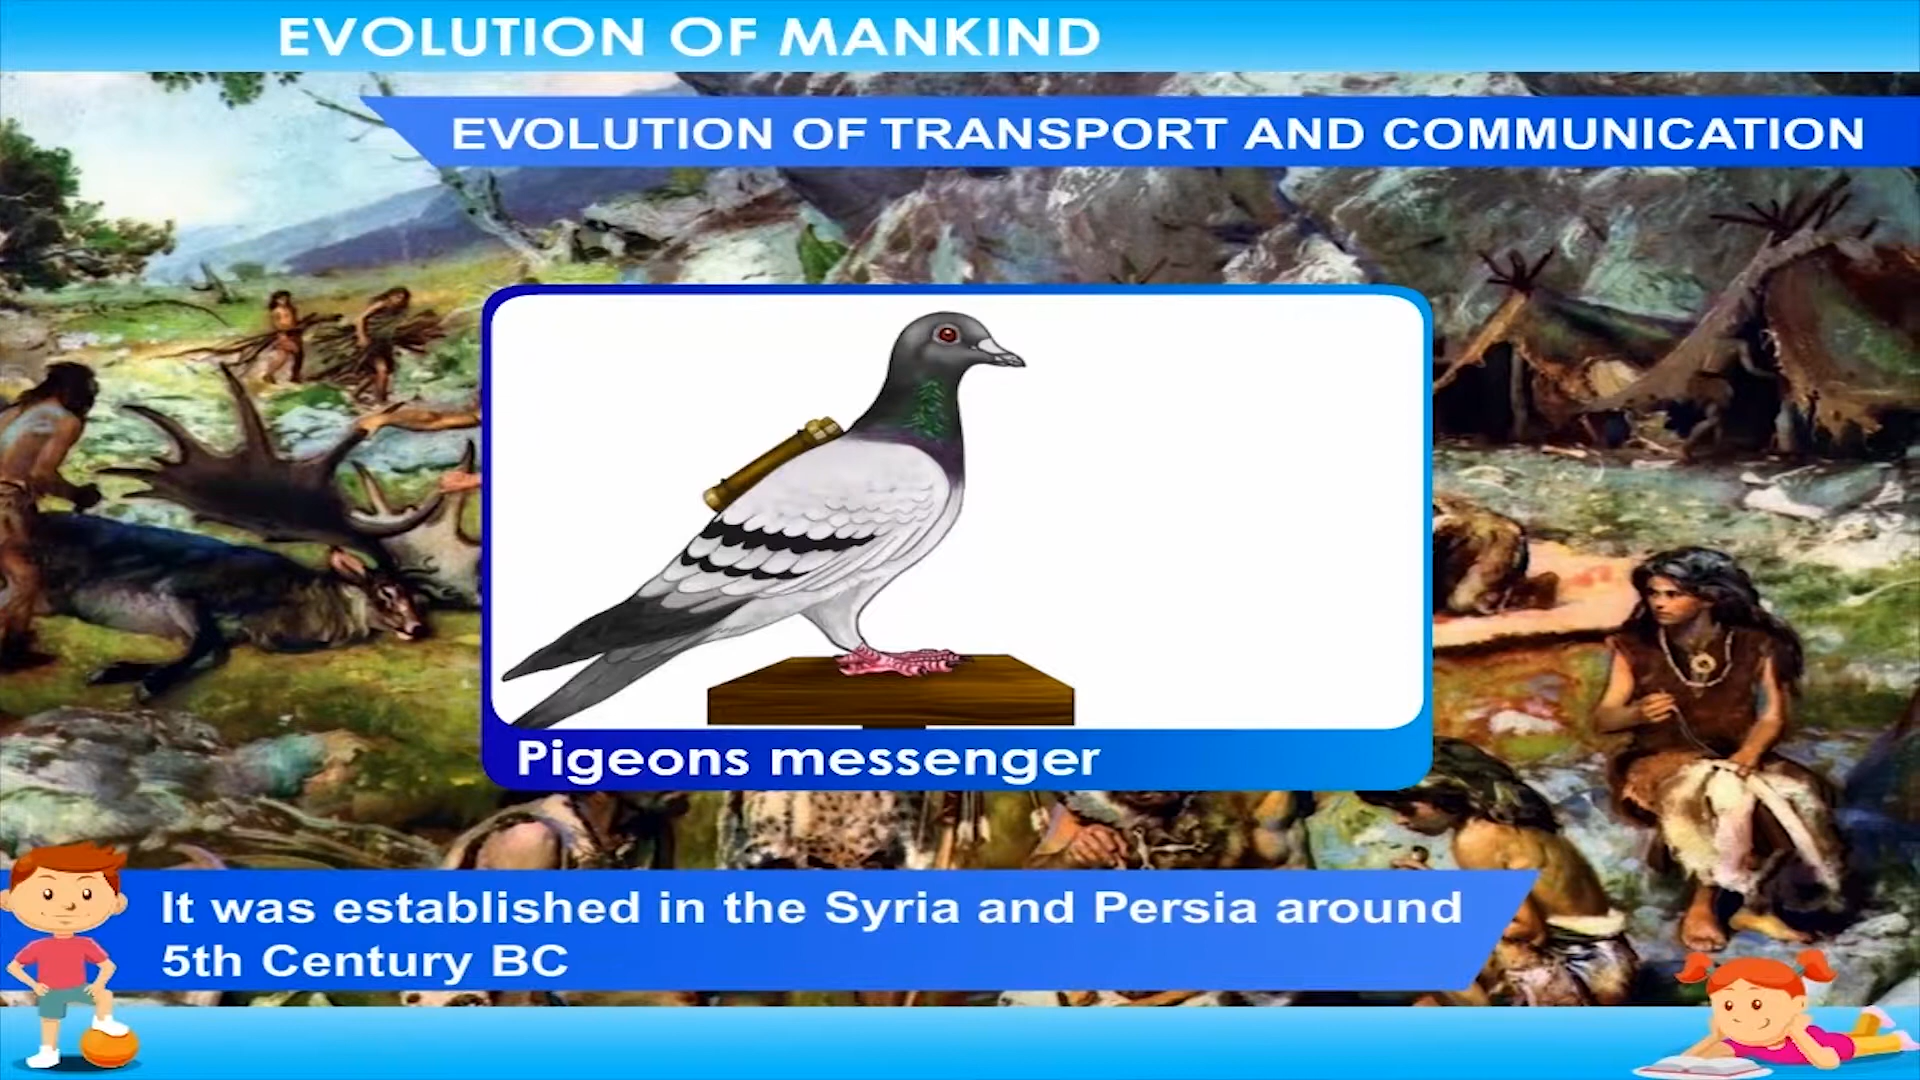 EVOLUTION OF MANKIND
EVOLUTION OF TRANSPORT AND COMMUNICATION
Pigeons messenger
It was established in the Syria and Persia around
5th Century BC